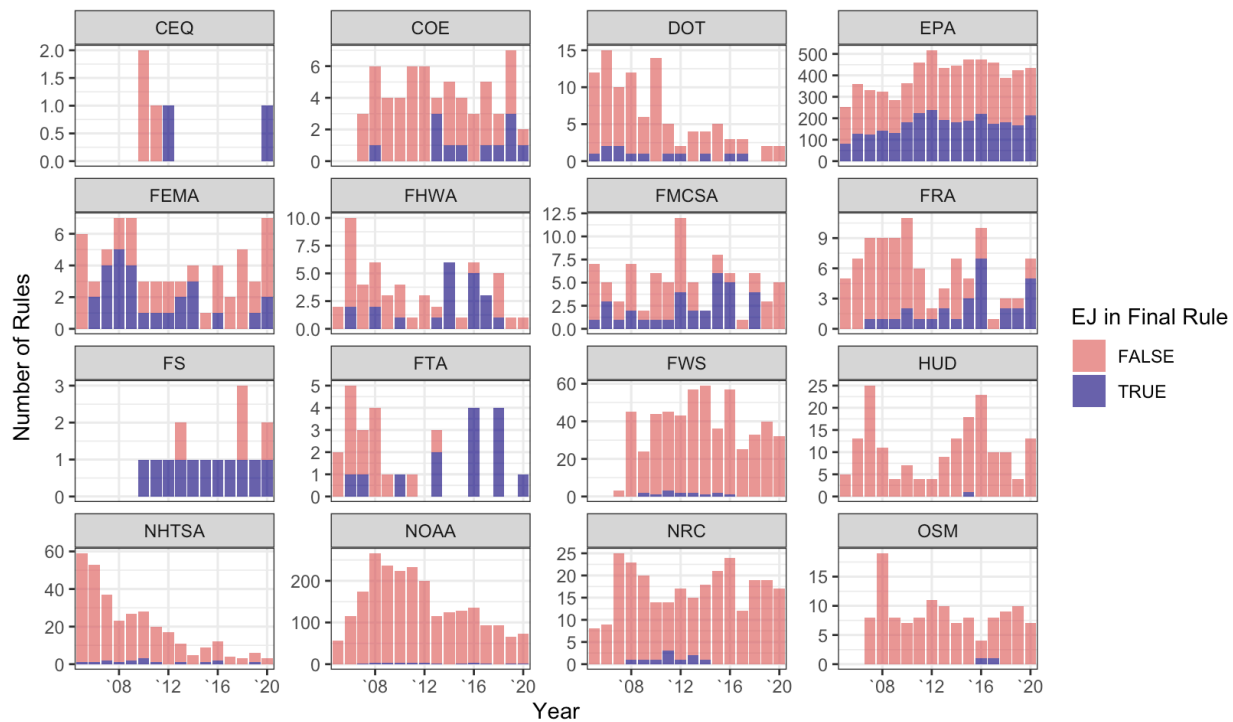 CEQ COE DOT EPA
2.0 1.5 1.0 0.5 0.0
6 4 2 0
15 10 5 0
500 400 300 200 100 0
FEMA FHWA FMCSA FRA
6 4 2 0
10.0 7.5 5.0 2.5 0.0
12.5 10.0 7.5 5.0 2.5 0.0
9 6 3 0
FS FTA FWS HUD
3 2 1 0
5 4 3 2 1 0
60 40 20 0
25 20 15 10 5 0
NHTSA NOAA NRC OSM
60 40 20 0
200 100 0
25 20 15 10 5 0
15 10 5 0
`08 `12 `16 `20 `08 `12 `16 `20 `08 `12 `16 `20 `08 `12 `16 `20
Year
Number of Rules
EJ in Final Rule
FALSE
TRUE